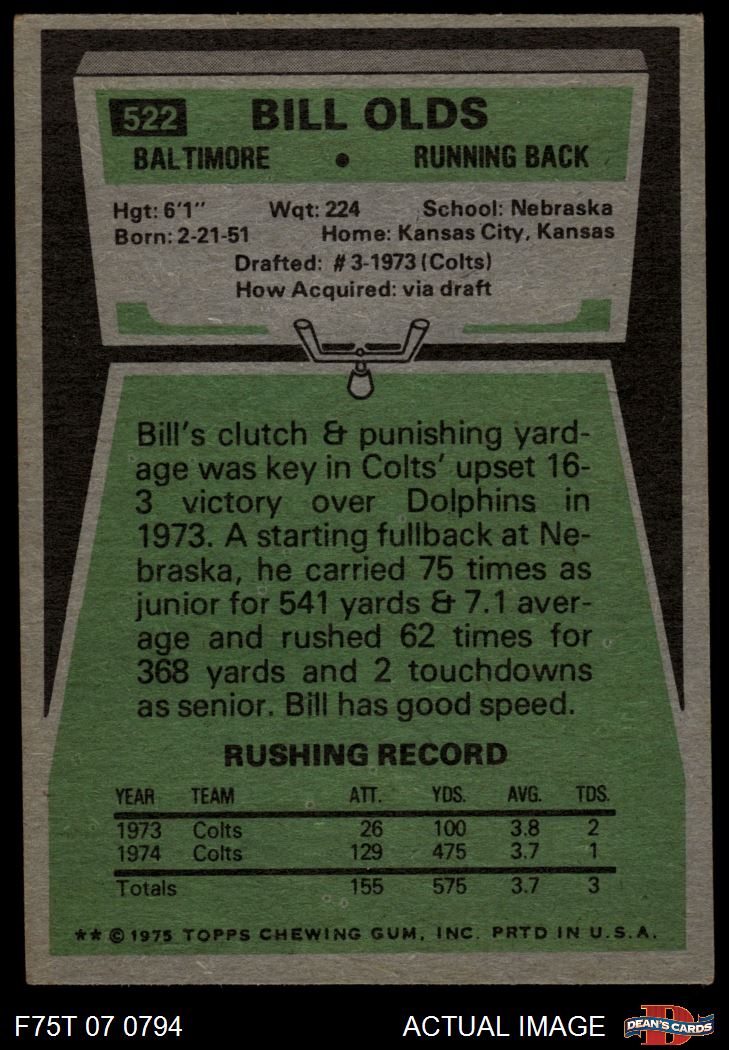 522 BILL OLDS
BALTIMORE • RUNNING BACK
Hgt: 6'1" Wgt: 224 School: Nebraska
Born: 2-21-51 Home: Kansas City, Kansas
Drafted: #3-1973 (Colts)
How Acquired: via draft
Bill's clutch & punishing yard-
age was key in Colts' upset 16-
3 victory over Dolphins in
1973. A starting fullback at Ne-
braska, he carried 75 times as
junior for 541 yards & 7.1 aver-
age and rushed 62 times for
368 yards and 2 touchdowns
as senior. Bill has good speed.
RUSHING RECORD
YEAR TEAM ATT. YDS. AVG. TDS.
1973 Colts 26 100 3.8 2
1974 Colts 129 475 3.7 1
Totals 155 575 3.7 3
** © 1975 TOPPS CHEWING GUM, INC. PRTD IN U.S.A.
F75T 07 0794 ACTUAL IMAGE D DEAN'S CARDS